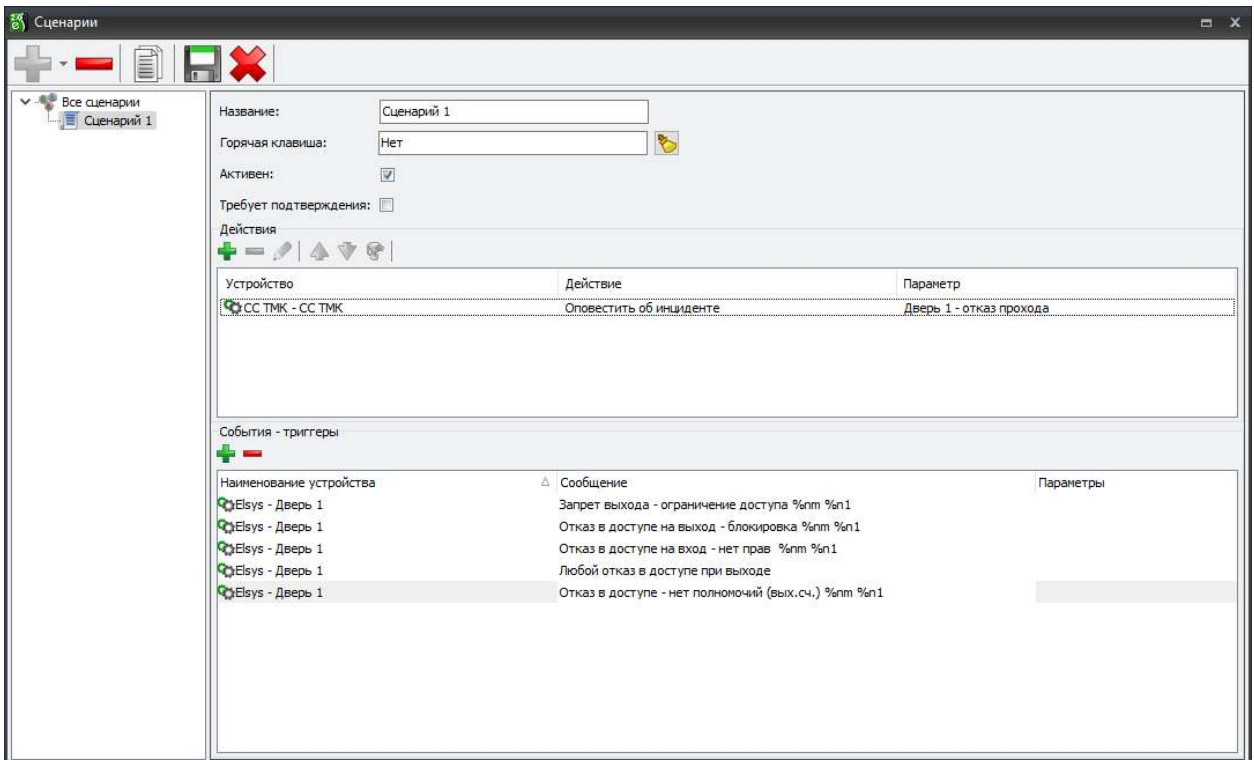 Сценарии
Все сценарии
Сценарий 1
Название: Сценарий 1
Горячая клавиша: Нет
Активен:
Требует подтверждения:
Действия
Устройство Действие Параметр
СС ТМК - СС ТМК Оповестить об инциденте Дверь 1 - отказ прохода
События - триггеры
Наименование устройства Сообщение Параметры
Elsys - Дверь 1 Запрет выхода - ограничение доступа %nm %n1
Elsys - Дверь 1 Отказ в доступе на выход - блокировка %nm %n1
Elsys - Дверь 1 Отказ в доступе на вход - нет прав %nm %n1
Elsys - Дверь 1 Любой отказ в доступе при выходе
Elsys - Дверь 1 Отказ в доступе - нет полномочий (вых.сч.) %nm %n1